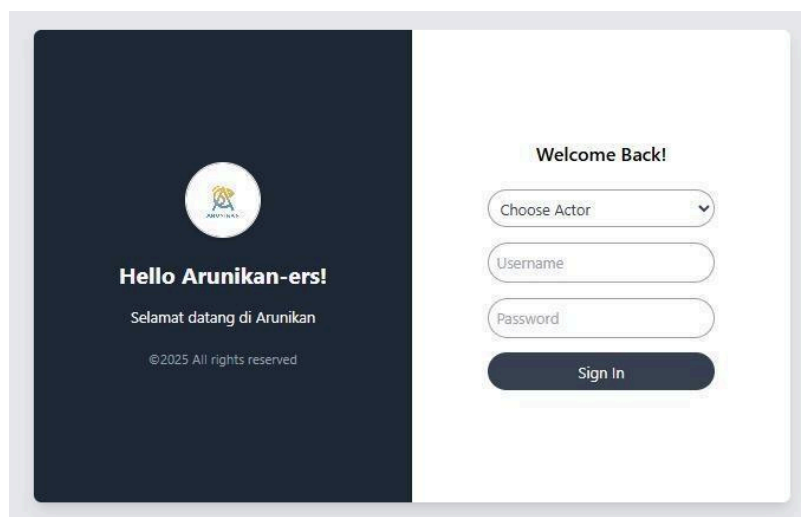 ARUNIKAN
Hello Arunikan-ers!
Selamat datang di Arunikan
©2025 All rights reserved
Welcome Back!
Choose Actor
Username
Password
Sign In